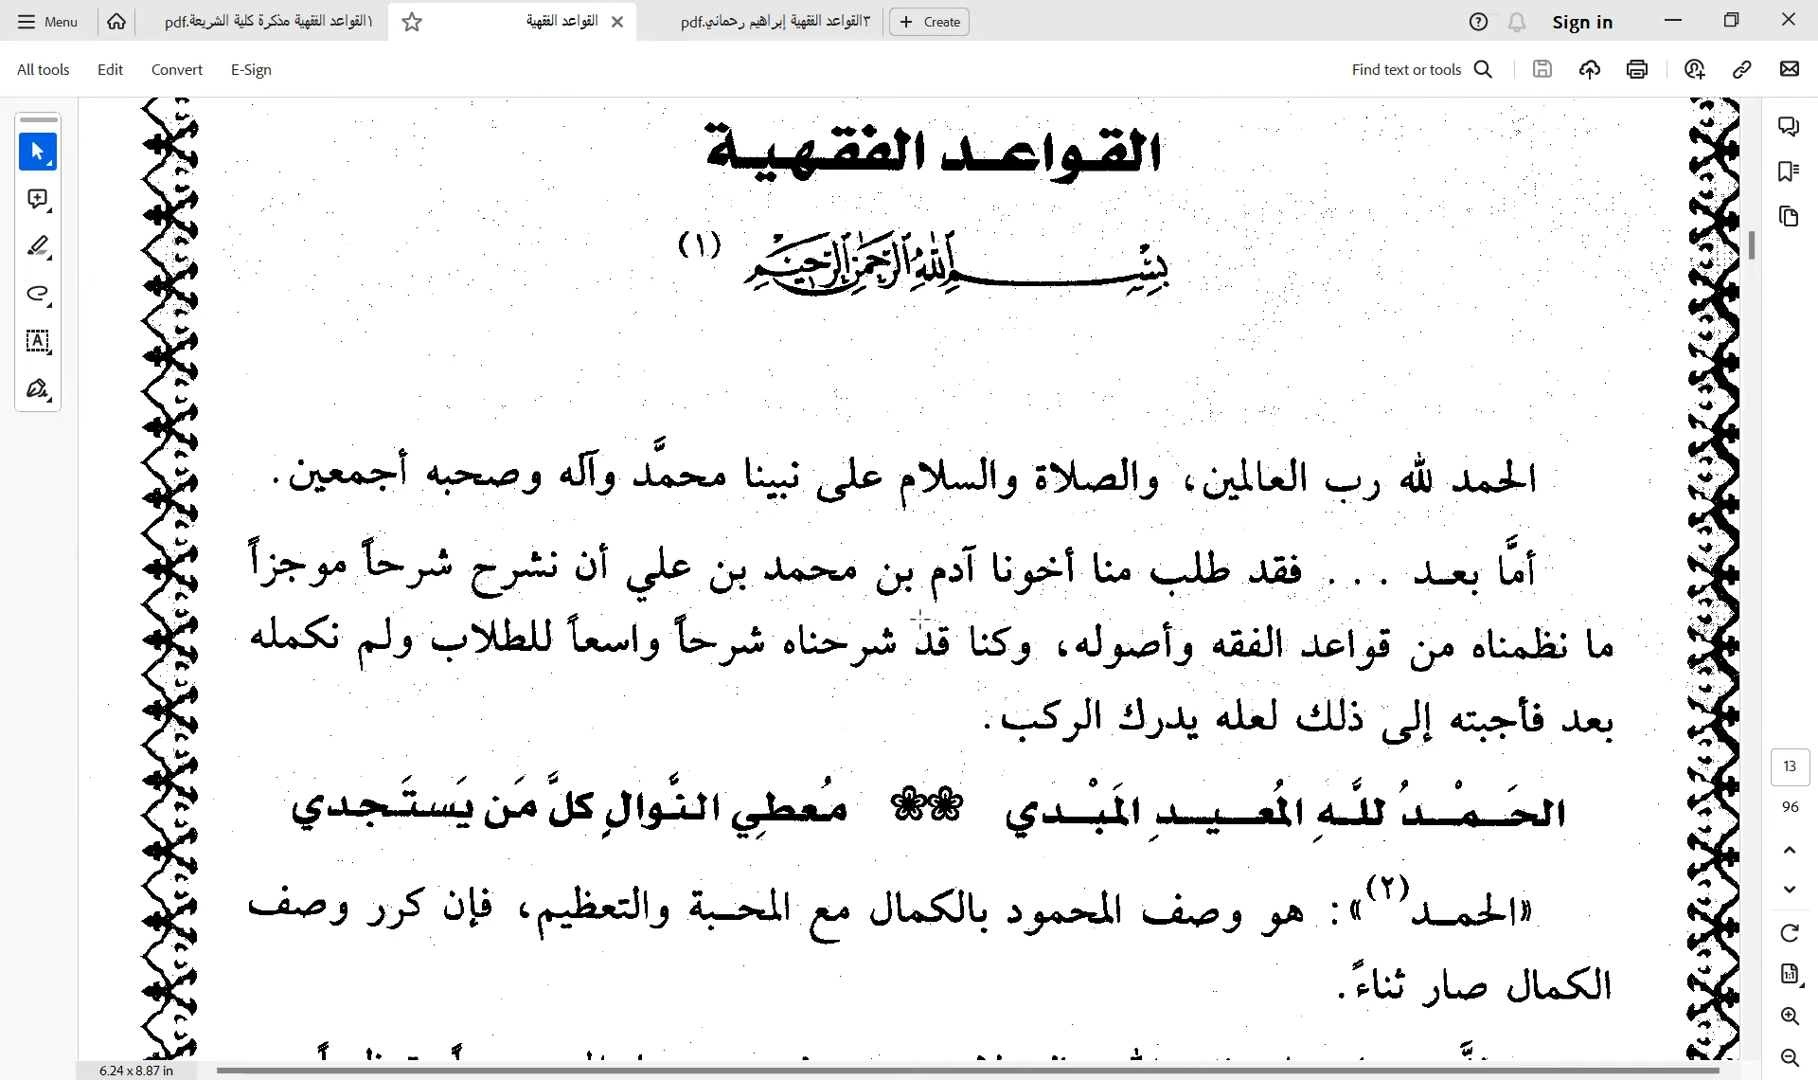 Menu
١القواعد الفقهية مذكرة كلية الشريعة.pdf
القواعد الفقهية
٣القواعد الفقهية إبراهيم رحماني.pdf
Create
Sign in
All tools
Edit
Convert
E-Sign
Find text or tools
القواعد الفقهية
بسم الله الرحمن الرحيم (١)
الحمد لله رب العالمين، والصلاة والسلام على نبينا محمَّد وآله وصحبه أجمعين.
أمَّا بعد ... فقد طلب منا أخونا آدم بن محمد بن علي أن نشرح شرحاً موجزاً
ما نظمناه من قواعد الفقه وأصوله، وكنا قد شرحناه شرحاً واسعاً للطلاب ولم نكمله
بعد فأجبته إلى ذلك لعله يدرك الركب.
الحَمْدُ للَّهِ المُعيدِ المَبْدي مُعطِي النَّوالِ كلَّ مَن يَستَجدي
«الحمد(٢)»: هو وصف المحمود بالكمال مع المحبة والتعظيم، فإن كرر وصف
الكمال صار ثناءً.
13
96
6.24 x 8.87 in